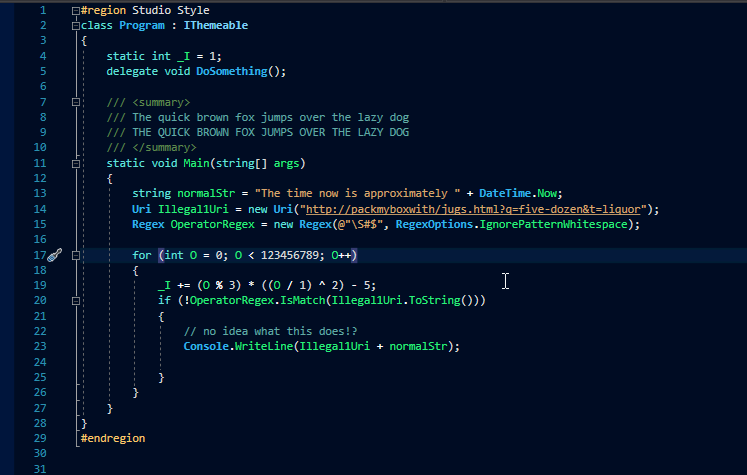 1 #region Studio Style
2 class Program : IThemeable
3 {
4 static int _I = 1;
5 delegate void DoSomething();
6
7 /// <summary>
8 /// The quick brown fox jumps over the lazy dog
9 /// THE QUICK BROWN FOX JUMPS OVER THE LAZY DOG
10 /// </summary>
11 static void Main(string[] args)
12 {
13 string normalStr = "The time now is approximately " + DateTime.Now;
14 Uri Illegal1Uri = new Uri("http://packmyboxwith/jugs.html?q=five-dozen&t=liquor");
15 Regex OperatorRegex = new Regex(@"\S#$", RegexOptions.IgnorePatternWhitespace);
16
17 for (int O = 0; O < 123456789; O++)
18 {
19 _I += (O % 3) * ((O / 1) ^ 2) - 5;
20 if (!OperatorRegex.IsMatch(Illegal1Uri.ToString()))
21 {
22 // no idea what this does!?
23 Console.WriteLine(Illegal1Uri + normalStr);
24
25 }
26 }
27 }
28 }
29 #endregion
30
31